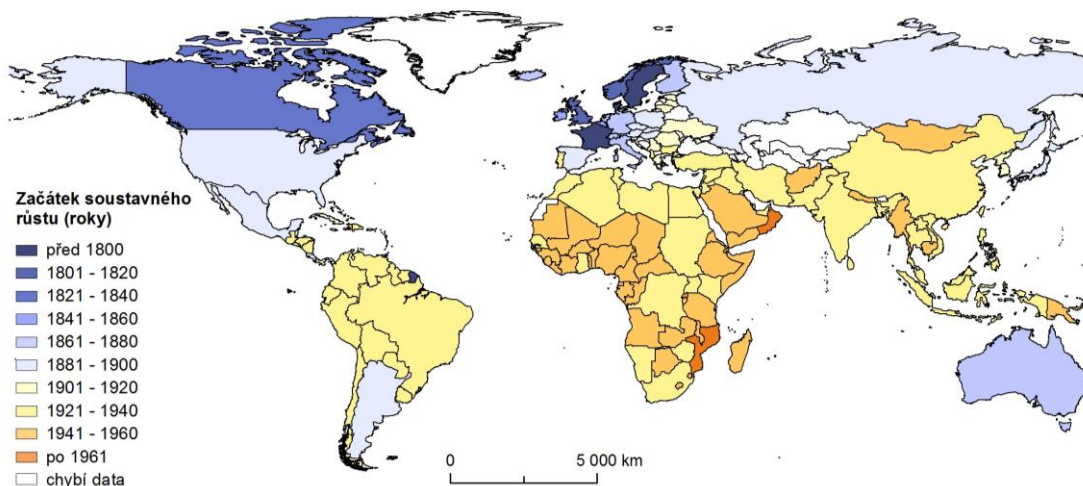 Začátek soustavného
růstu (roky)
před 1800
1801 - 1820
1821 - 1840
1841 - 1860
1861 - 1880
1881 - 1900
1901 - 1920
1921 - 1940
1941 - 1960
po 1961
chybí data
0 5 000 km